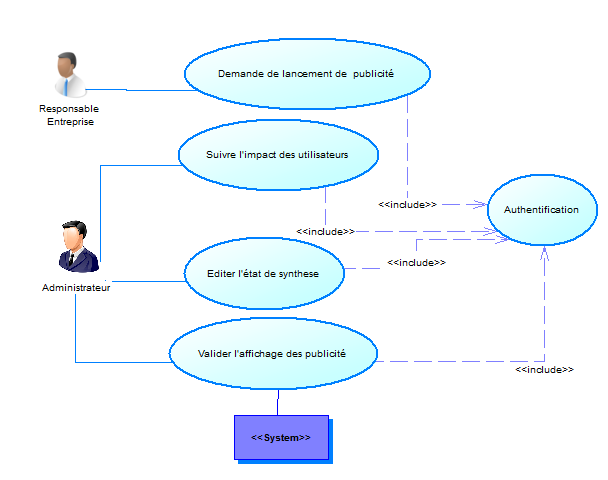 Demande de lancement de  publicité
Responsable
Entreprise
Suivre l'impact des utilisateurs
<<include>>
Authentification
<<include>>
Editer l'état de synthese
<<include>>
Administrateur
Valider l'affichage des publicité
<<include>>
<<System>>